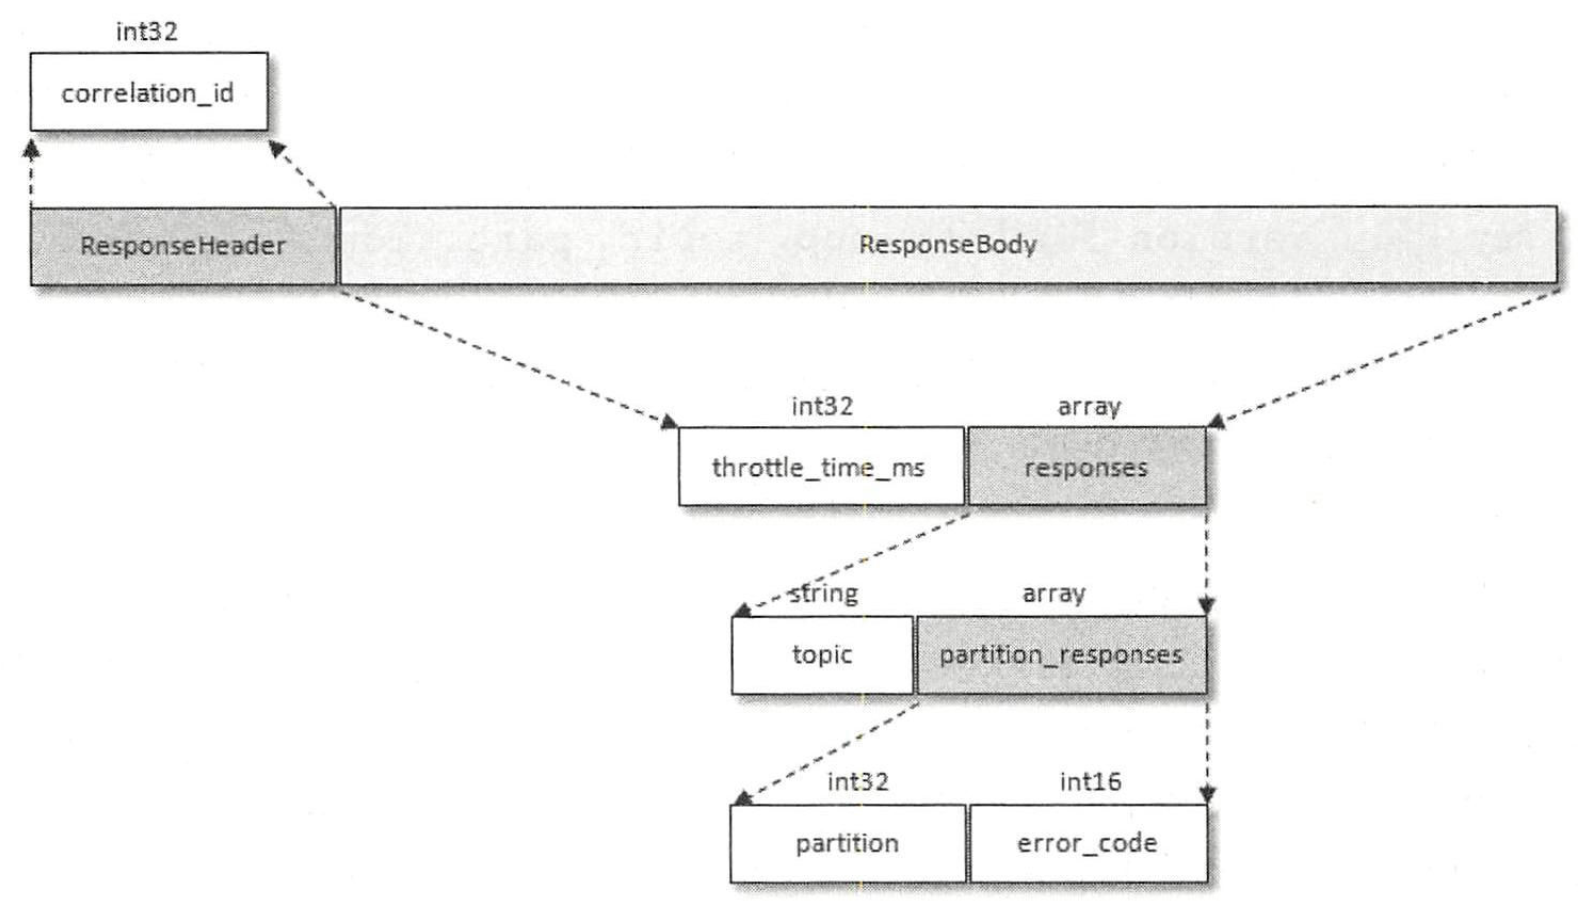 int32
correlation_id
ResponseHeader
ResponseBody
int32
array
throttle_time_ms
responses
string
array
topic
partition_responses
int32
int16
partition
error_code